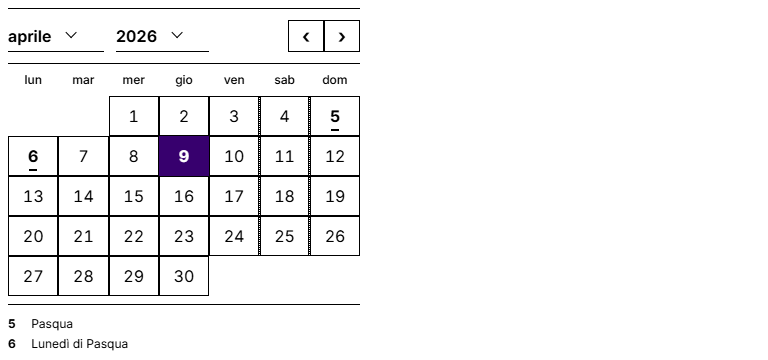 aprile 2026 ‹ ›
lun mar mer gio ven sab dom
1 2 3 4 5
6 7 8 9 10 11 12
13 14 15 16 17 18 19
20 21 22 23 24 25 26
27 28 29 30
5 Pasqua
6 Lunedì di Pasqua